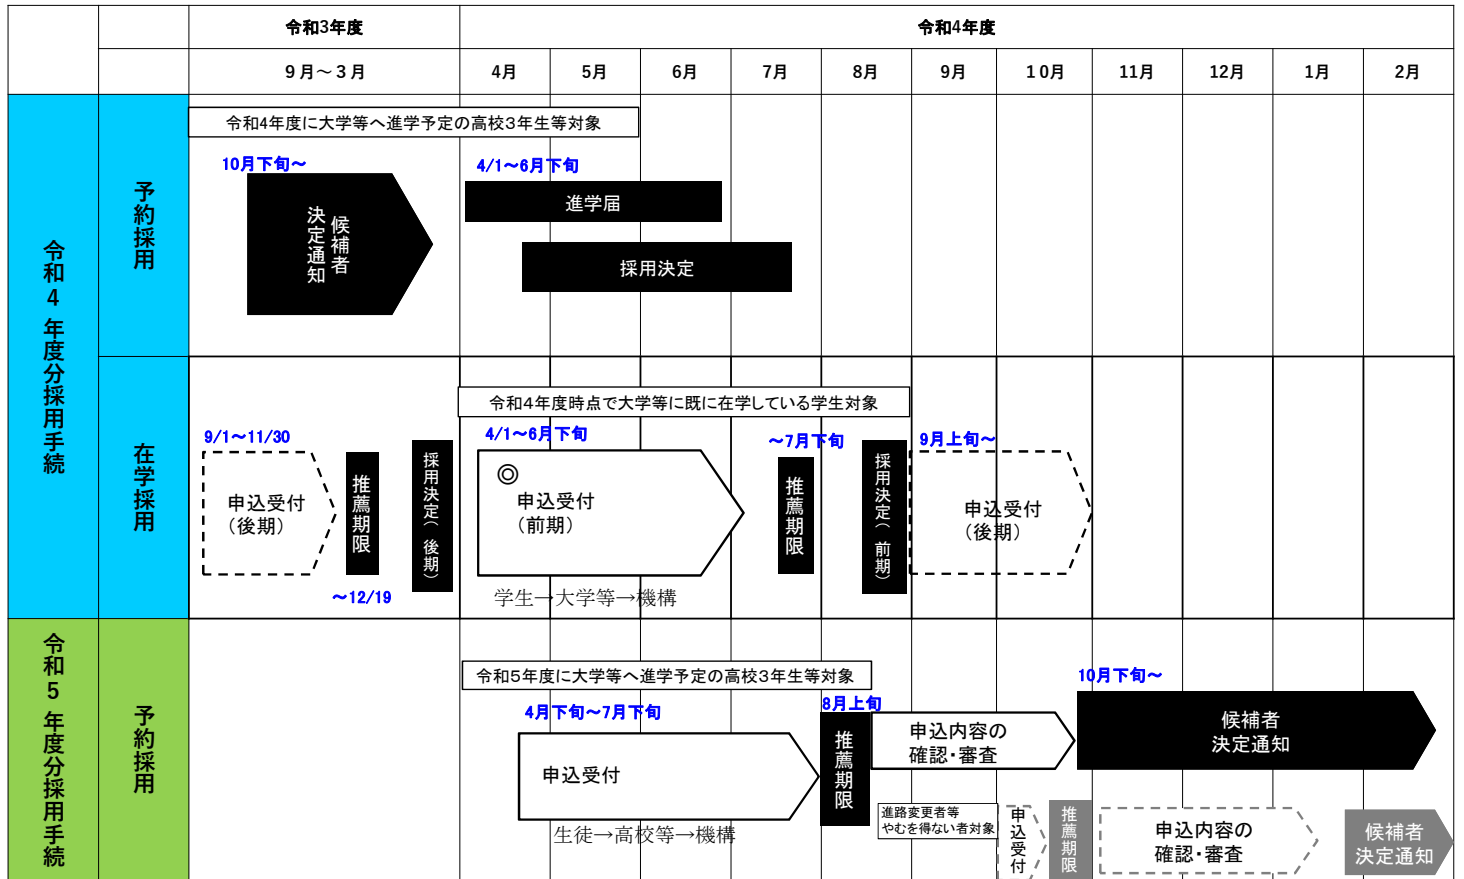 令和3年度
令和4年度
９月～３月
4月
5月
6月
7月
8月
9月
１０月
11月
12月
1月
2月
令和４年度分採用手続
予約採用
令和4年度に大学等へ進学予定の高校３年生等対象
10月下旬～
候補者
決定通知
4/1～6月下旬
進学届
採用決定
在学採用
令和４年度時点で大学等に既に在学している学生対象
9/1～11/30
申込受付
（後期）
推薦期限
～12/19
採用決定（後期）
4/1～6月下旬
◎
申込受付
（前期）
学生→大学等→機構
～7月下旬
推薦期限
採用決定（前期）
9月上旬～
申込受付
（後期）
令和５年度分採用手続
予約採用
令和５年度に大学等へ進学予定の高校３年生等対象
4月下旬～7月下旬
申込受付
生徒→高校等→機構
8月上旬
推薦期限
申込内容の
確認・審査
10月下旬～
候補者
決定通知
進路変更者等
やむを得ない者対象
申込受付
推薦期限
申込内容の
確認・審査
候補者
決定通知